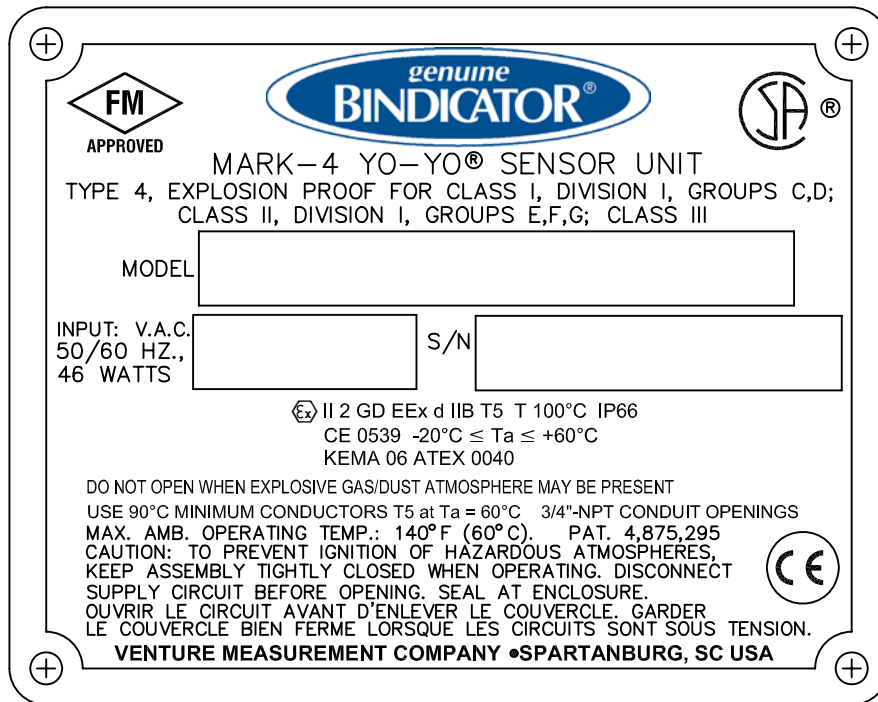 FM
APPROVED
genuine
BINDICATOR®
SA ®
MARK-4 YO-YO® SENSOR UNIT
TYPE 4, EXPLOSION PROOF FOR CLASS I, DIVISION I, GROUPS C,D;
CLASS II, DIVISION I, GROUPS E,F,G; CLASS III
MODEL
INPUT: V.A.C.
50/60 HZ.,
46 WATTS
S/N
Ex II 2 GD EEx d IIB T5 T 100°C IP66
CE 0539 -20°C ≤ Ta ≤ +60°C
KEMA 06 ATEX 0040
DO NOT OPEN WHEN EXPLOSIVE GAS/DUST ATMOSPHERE MAY BE PRESENT
USE 90°C MINIMUM CONDUCTORS T5 at Ta = 60°C 3/4"-NPT CONDUIT OPENINGS
MAX. AMB. OPERATING TEMP.: 140°F (60°C). PAT. 4,875,295
CAUTION: TO PREVENT IGNITION OF HAZARDOUS ATMOSPHERES,
KEEP ASSEMBLY TIGHTLY CLOSED WHEN OPERATING. DISCONNECT
SUPPLY CIRCUIT BEFORE OPENING. SEAL AT ENCLOSURE.
OUVRIR LE CIRCUIT AVANT D'ENLEVER LE COUVERCLE. GARDER
LE COUVERCLE BIEN FERME LORSQUE LES CIRCUITS SONT SOUS TENSION.
CE
VENTURE MEASUREMENT COMPANY •SPARTANBURG, SC USA